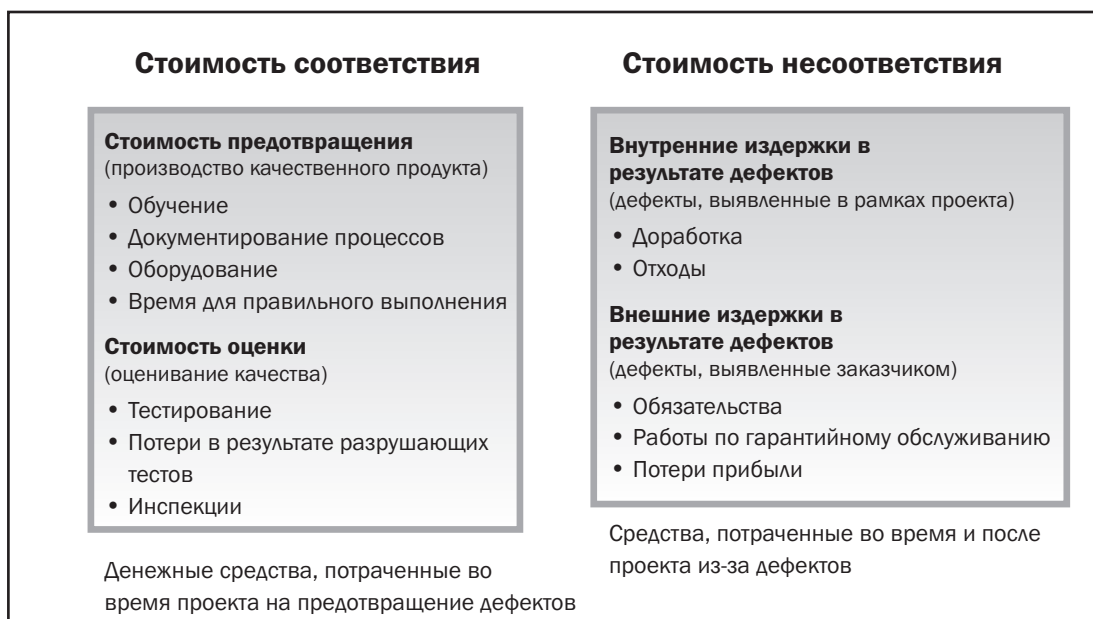 Стоимость соответствия
Стоимость предотвращения
(производство качественного продукта)
• Обучение
• Документирование процессов
• Оборудование
• Время для правильного выполнения
Стоимость оценки
(оценивание качества)
• Тестирование
• Потери в результате разрушающих
тестов
• Инспекции
Денежные средства, потраченные во
время проекта на предотвращение дефектов
Стоимость несоответствия
Внутренние издержки в
результате дефектов
(дефекты, выявленные в рамках проекта)
• Доработка
• Отходы
Внешние издержки в
результате дефектов
(дефекты, выявленные заказчиком)
• Обязательства
• Работы по гарантийному обслуживанию
• Потери прибыли
Средства, потраченные во время и после
проекта из-за дефектов